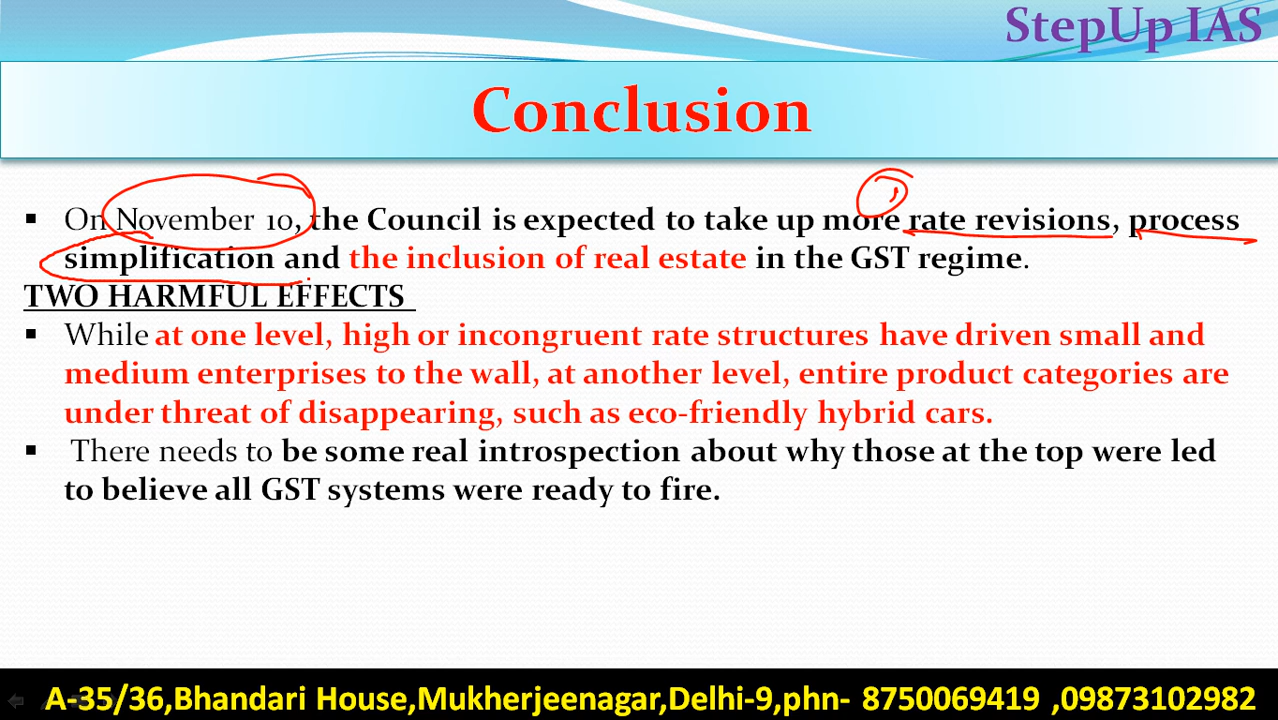 StepUp IAS
Conclusion
▪ On November 10, the Council is expected to take up more rate revisions, process
simplification and the inclusion of real estate in the GST regime.
TWO HARMFUL EFFECTS
▪ While at one level, high or incongruent rate structures have driven small and
medium enterprises to the wall, at another level, entire product categories are
under threat of disappearing, such as eco-friendly hybrid cars.
▪ There needs to be some real introspection about why those at the top were led
to believe all GST systems were ready to fire.
A-35/36,Bhandari House,Mukherjeenagar,Delhi-9,phn- 8750069419 ,09873102982